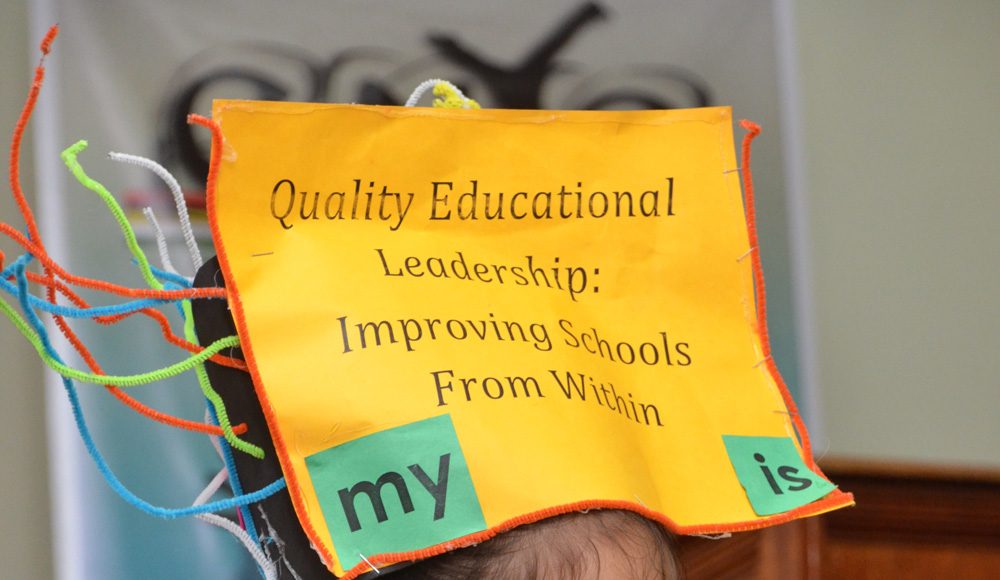 Quality Educational
Leadership:
Improving Schools
From Within
my
is